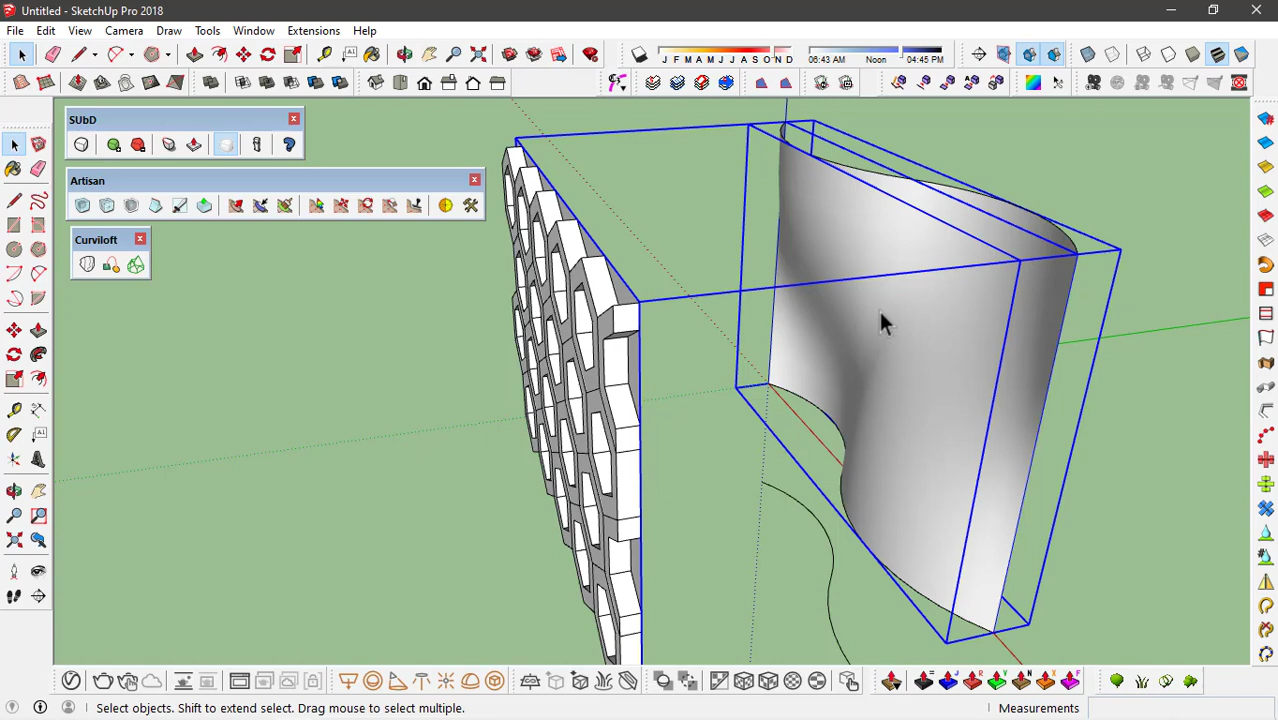 Untitled - SketchUp Pro 2018
File Edit View Camera Draw Tools Window Extensions Help
J F M A M J J A S O N D
06:43 AM Noon 04:45 PM
SUbD
Artisan
Curviloft
Select objects. Shift to extend select. Drag mouse to select multiple.
Measurements